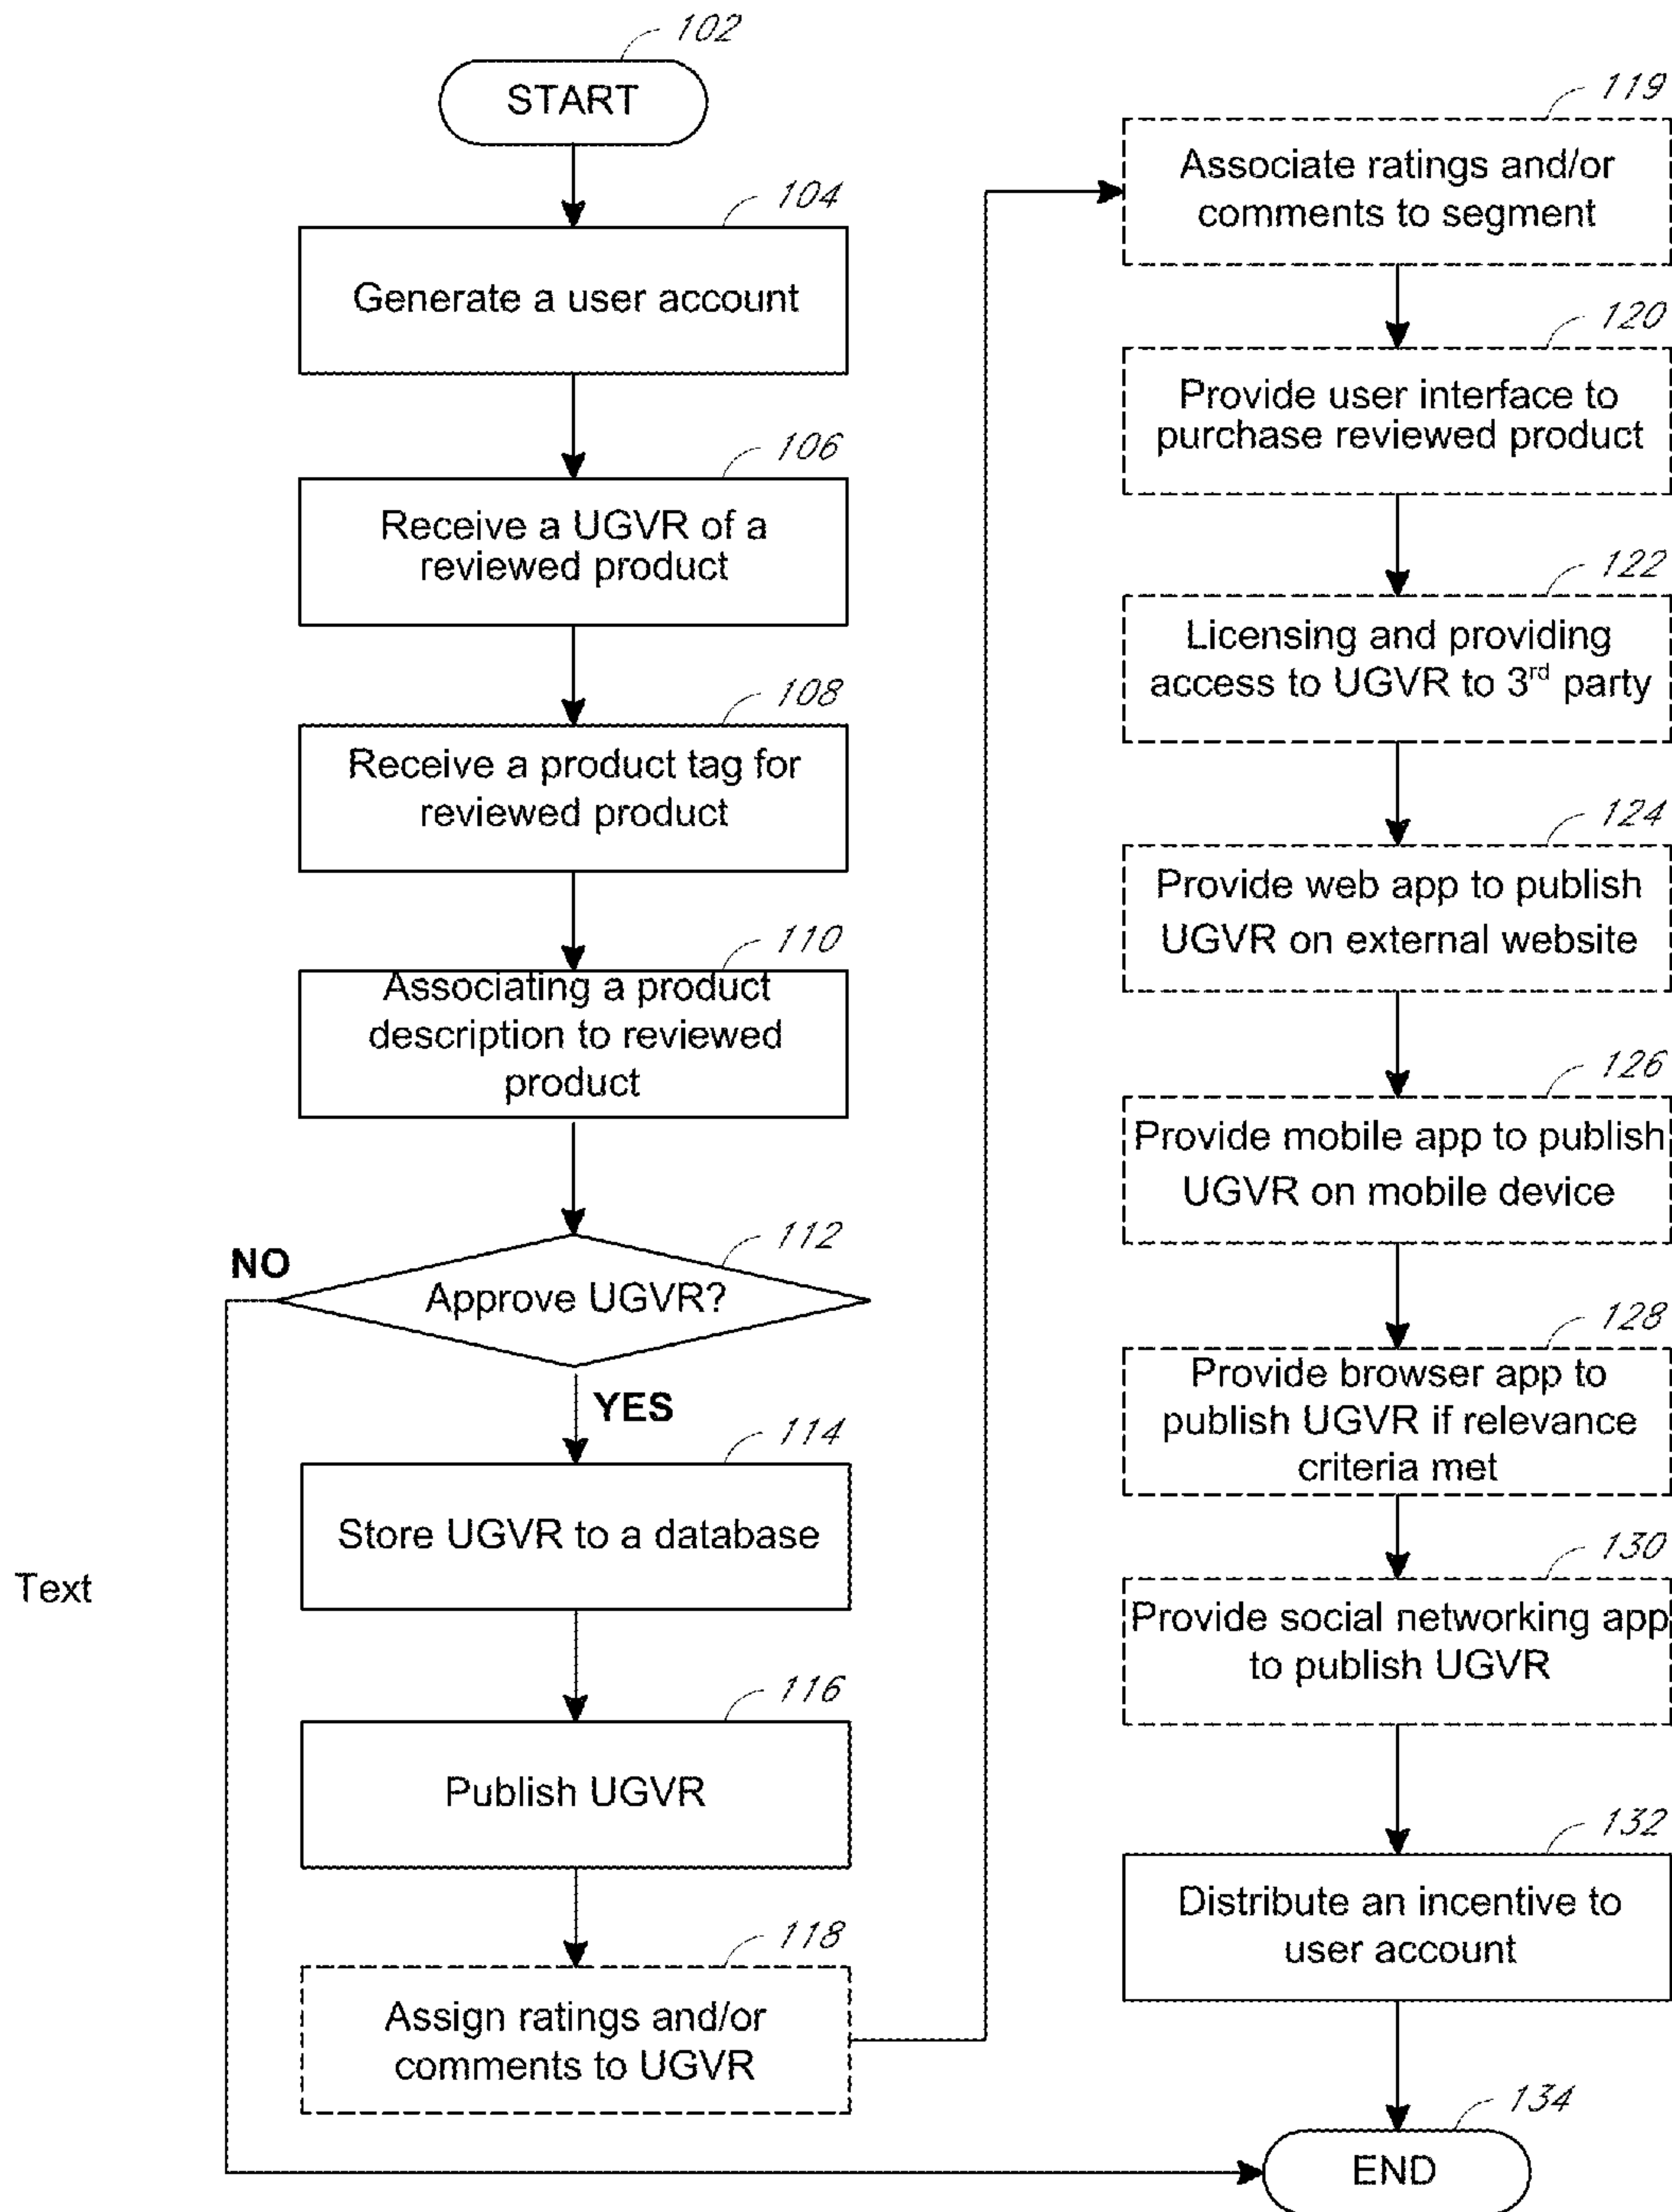 102
START
104
Generate a user account
106
Receive a UGVR of a
reviewed product
108
Receive a product tag for
reviewed product
110
Associating a product
description to reviewed
product
112
NO
Approve UGVR?
YES
114
Store UGVR to a database
Text
116
Publish UGVR
118
Assign ratings and/or
comments to UGVR
119
Associate ratings and/or
comments to segment
120
Provide user interface to
purchase reviewed product
122
Licensing and providing
access to UGVR to 3rd party
124
Provide web app to publish
UGVR on external website
126
Provide mobile app to publish
UGVR on mobile device
128
Provide browser app to
publish UGVR if relevance
criteria met
130
Provide social networking app
to publish UGVR
132
Distribute an incentive to
user account
134
END